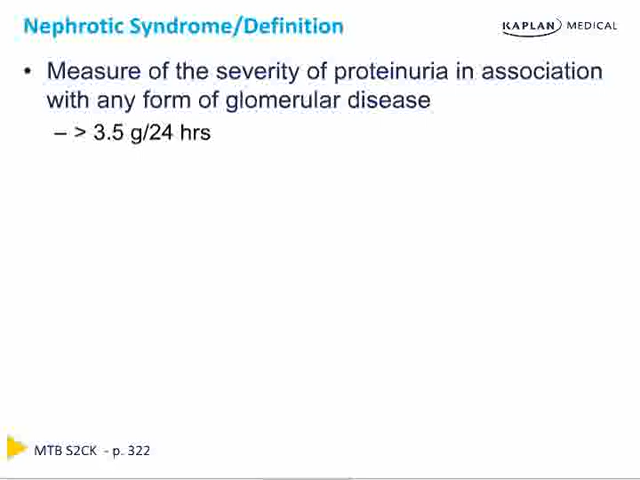 Nephrotic Syndrome/Definition
KAPLAN MEDICAL
• Measure of the severity of proteinuria in association
with any form of glomerular disease
– > 3.5 g/24 hrs
MTB S2CK - p. 322